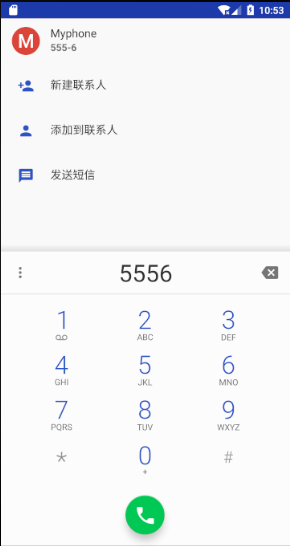 10:53
M
Myphone
555-6
新建联系人
添加到联系人
发送短信
5556
1
2 ABC
3 DEF
4 GHI
5 JKL
6 MNO
7 PQRS
8 TUV
9 WXYZ
*
0 +
#